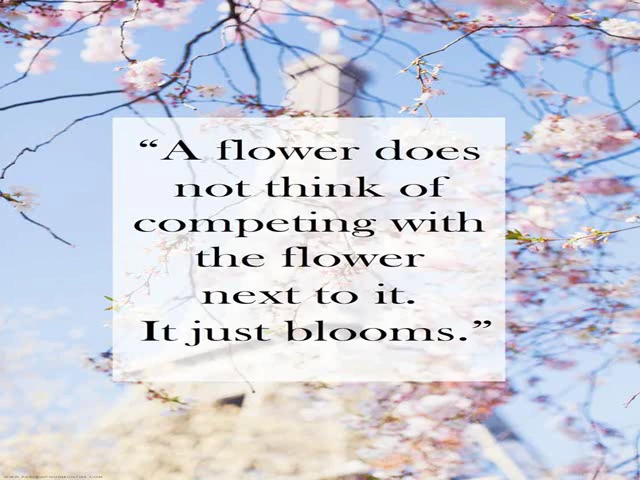 “A flower does
not think of
competing with
the flower
next to it.
It just blooms.”